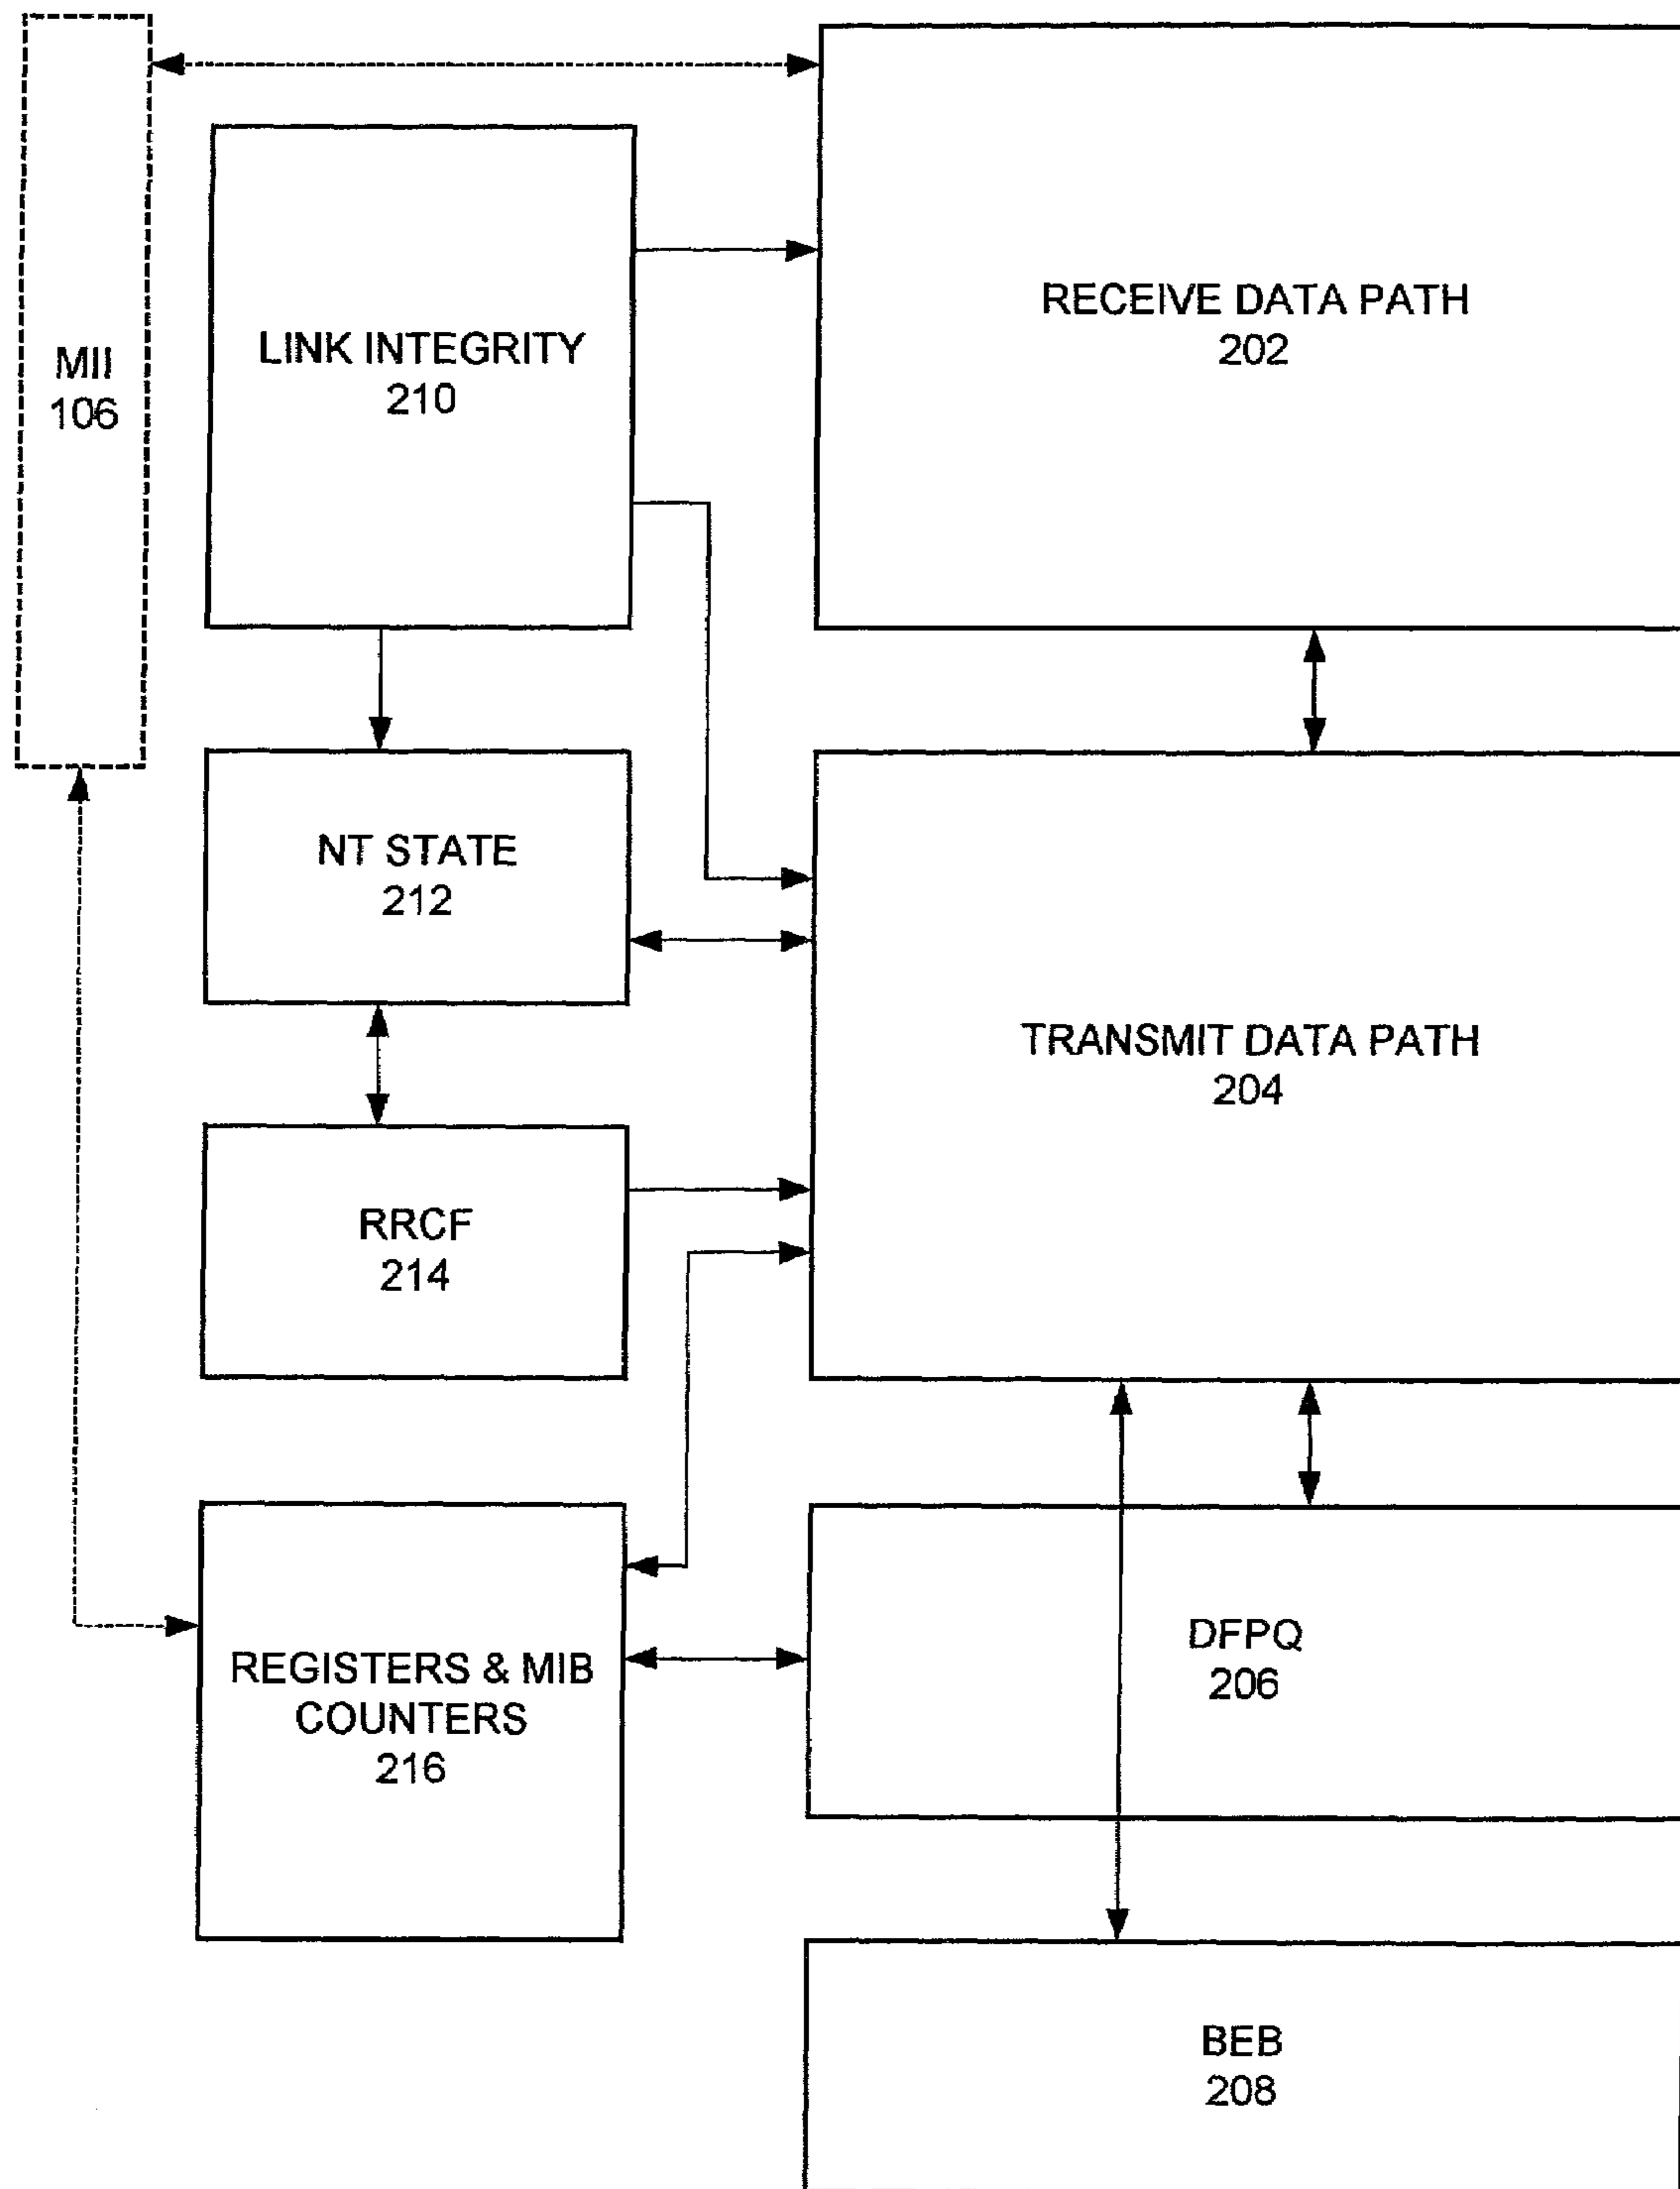 MII
106
LINK INTEGRITY
210
RECEIVE DATA PATH
202
NT STATE
212
TRANSMIT DATA PATH
204
RRCF
214
REGISTERS & MIB
COUNTERS
216
DFPQ
206
BEB
208